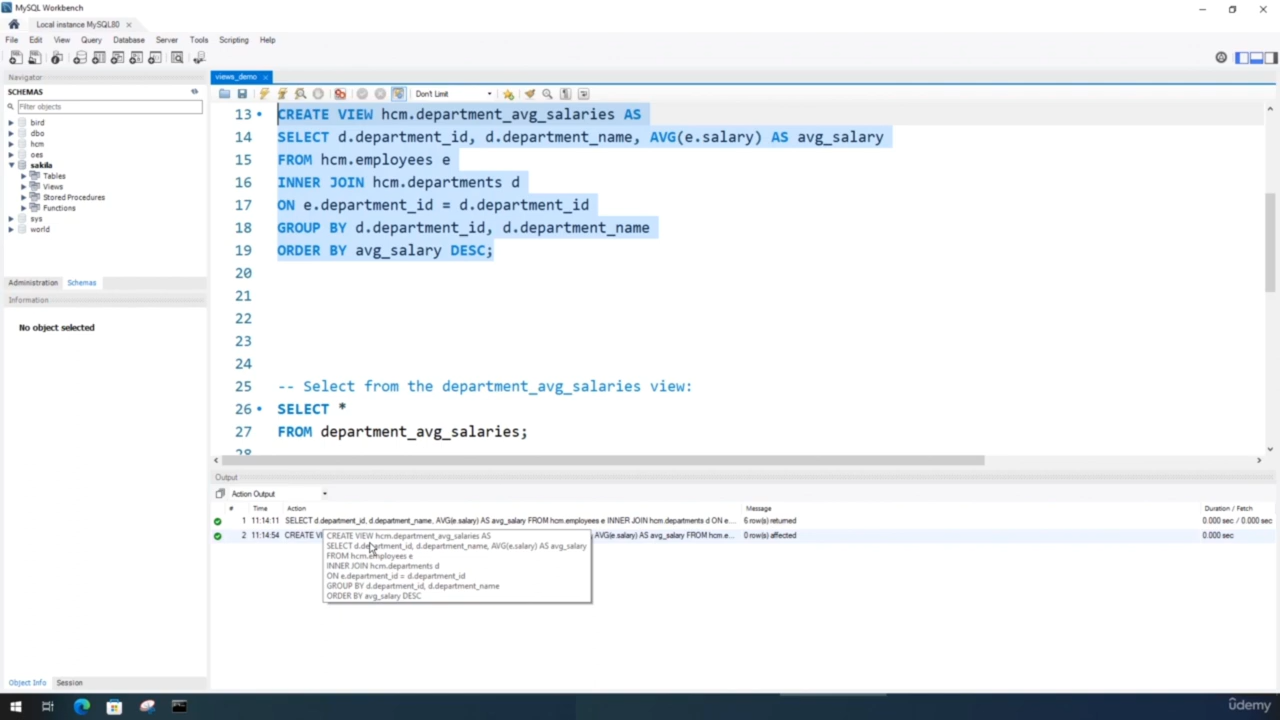 MySQL Workbench
Local instance MySQL80 ×
File Edit View Query Database Server Tools Scripting Help
Navigator
SCHEMAS
Filter objects
bird
dbo
hcm
oes
sakila
Tables
Views
Stored Procedures
Functions
sys
world
Administration Schemas
Information
No object selected
Object Info Session
views_demo ×
Don't Limit
13 CREATE VIEW hcm.department_avg_salaries AS
14 SELECT d.department_id, d.department_name, AVG(e.salary) AS avg_salary
15 FROM hcm.employees e
16 INNER JOIN hcm.departments d
17 ON e.department_id = d.department_id
18 GROUP BY d.department_id, d.department_name
19 ORDER BY avg_salary DESC;
20
21
22
23
24
25 -- Select from the department_avg_salaries view:
26 SELECT *
27 FROM department_avg_salaries;
28
Output
Action Output
# Time Action Message Duration / Fetch
1 11:14:11 SELECT d.department_id, d.department_name, AVG(e.salary) AS avg_salary FROM hcm.employees e INNER JOIN hcm.departments d ON e... 6 row(s) returned 0.000 sec / 0.000 sec
2 11:14:54 CREATE VI AVG(e.salary) AS avg_salary FROM hcm.e... 0 row(s) affected 0.000 sec
CREATE VIEW hcm.department_avg_salaries AS
SELECT d.department_id, d.department_name, AVG(e.salary) AS avg_salary
FROM hcm.employees e
INNER JOIN hcm.departments d
ON e.department_id = d.department_id
GROUP BY d.department_id, d.department_name
ORDER BY avg_salary DESC
ûdemy